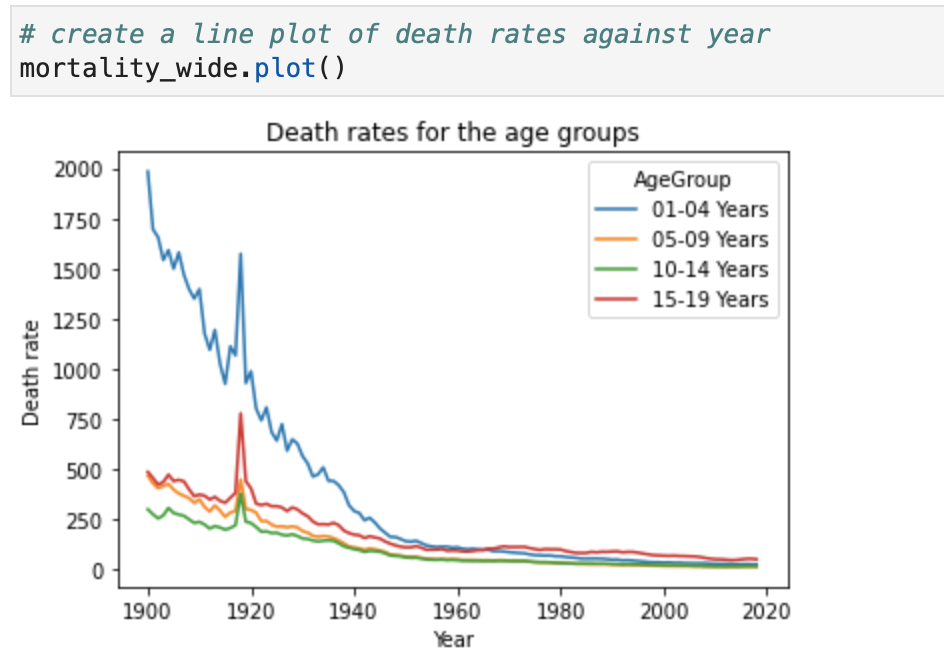 # create a line plot of death rates against year
mortality_wide.plot()
Death rates for the age groups
AgeGroup
01-04 Years
05-09 Years
10-14 Years
15-19 Years
Death rate
2000
1750
1500
1250
1000
750
500
250
0
1900 1920 1940 1960 1980 2000 2020
Year